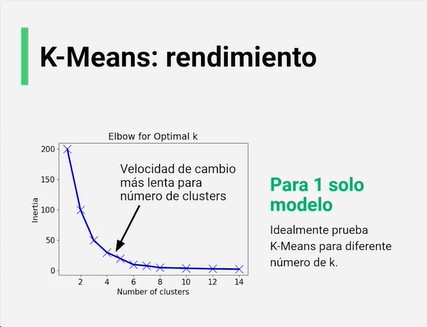 K-Means: rendimiento
Elbow for Optimal k
200
150
100
50
0
Inertia
Velocidad de cambio
más lenta para
número de clusters
2 4 6 8 10 12 14
Number of clusters
Para 1 solo
modelo
Idealmente prueba
K-Means para diferente
número de k.